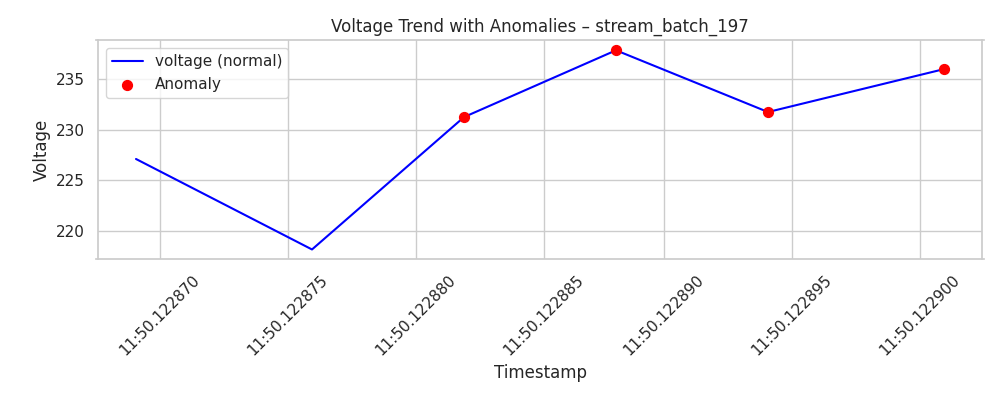 Voltage Trend with Anomalies – stream_batch_197
voltage (normal)
Anomaly
Voltage
235
230
225
220
11:50.122870
11:50.122875
11:50.122880
11:50.122885
11:50.122890
11:50.122895
11:50.122900
Timestamp